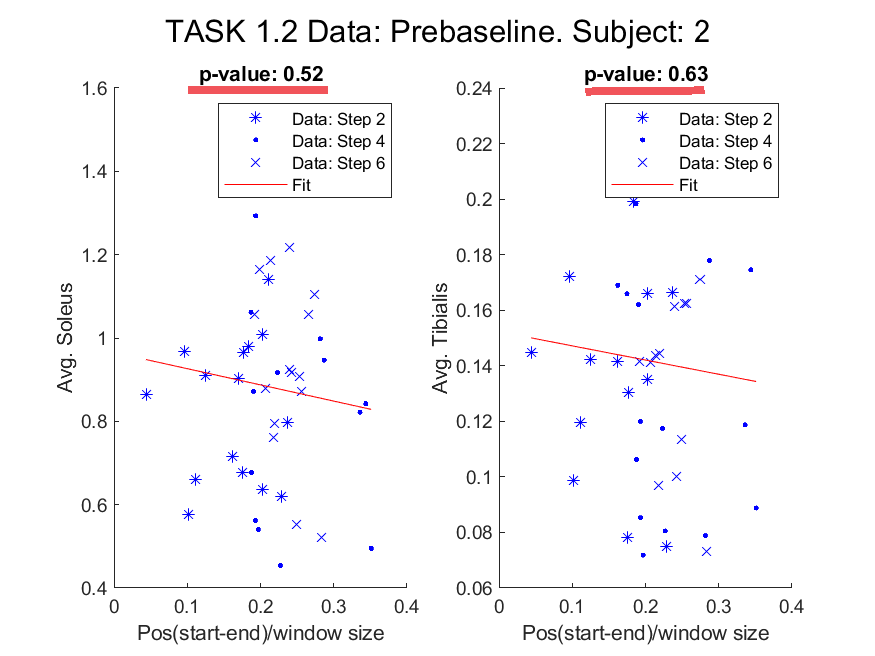 TASK 1.2 Data: Prebaseline. Subject: 2
p-value: 0.52
Avg. Soleus
1.6
1.4
1.2
1
0.8
0.6
0.4
0 0.1 0.2 0.3 0.4
Pos(start-end)/window size
Data: Step 2
Data: Step 4
Data: Step 6
Fit
p-value: 0.63
Avg. Tibialis
0.24
0.22
0.2
0.18
0.16
0.14
0.12
0.1
0.08
0.06
0 0.1 0.2 0.3 0.4
Pos(start-end)/window size
Data: Step 2
Data: Step 4
Data: Step 6
Fit